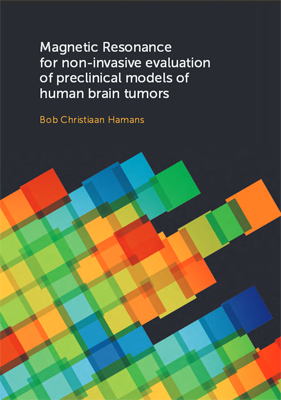 Magnetic Resonance
for non-invasive evaluation
of preclinical models of
human brain tumors
Bob Christiaan Hamans